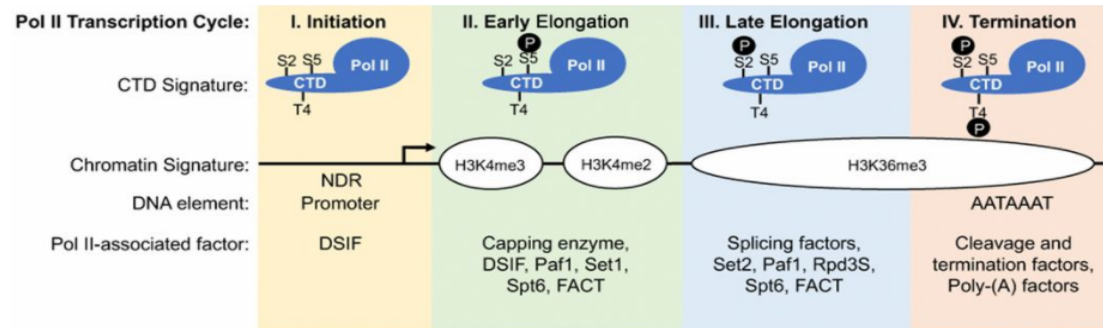 Pol II Transcription Cycle: I. Initiation II. Early Elongation III. Late Elongation IV. Termination
CTD Signature:
S2 S5 Pol II CTD T4
P S2 S5 Pol II CTD T4
P S2 S5 Pol II CTD T4
P S2 S5 Pol II CTD T4 P
Chromatin Signature: H3K4me3 H3K4me2 H3K36me3
NDR
DNA element: Promoter AATAAAT
Pol II-associated factor: DSIF Capping enzyme, Splicing factors, Cleavage and
DSIF, Paf1, Set1, Set2, Paf1, Rpd3S, termination factors,
Spt6, FACT Spt6, FACT Poly-(A) factors